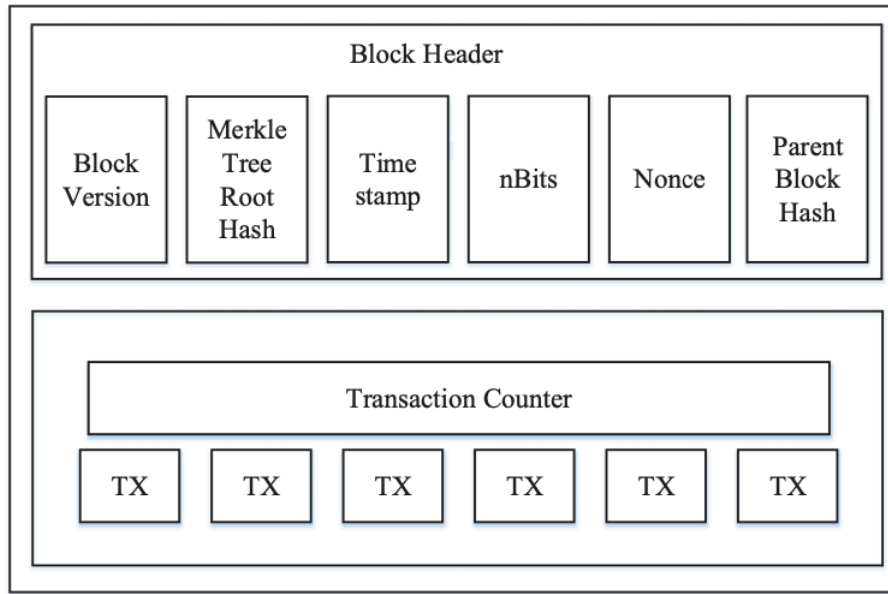 Block Header
Block
Version
Merkle
Tree
Root
Hash
Time
stamp
nBits
Nonce
Parent
Block
Hash
Transaction Counter
TX
TX
TX
TX
TX
TX